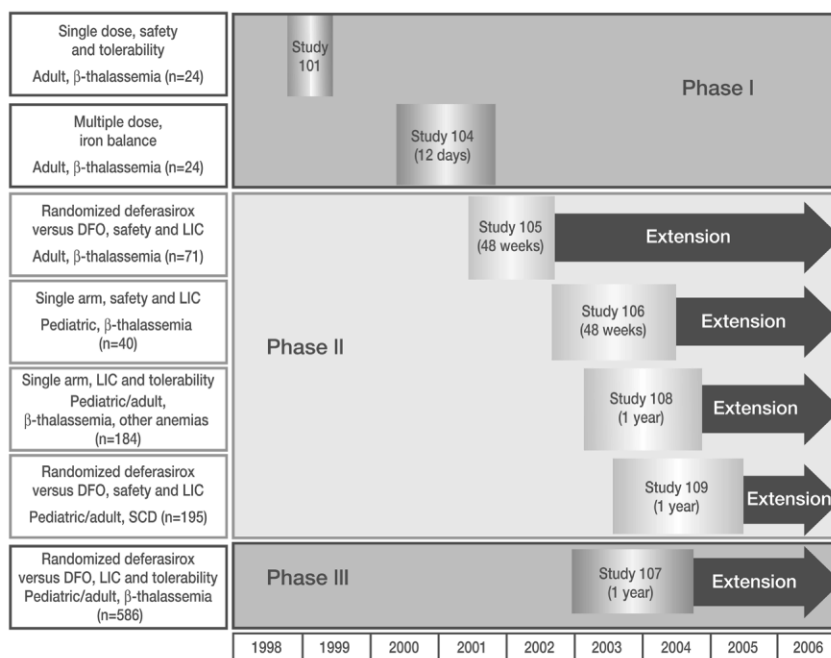 Single dose, safety
and tolerability
Adult, β-thalassemia (n=24)
Study
101
Phase I
Multiple dose,
iron balance
Adult, β-thalassemia (n=24)
Study 104
(12 days)
Randomized deferasirox
versus DFO, safety and LIC
Adult, β-thalassemia (n=71)
Study 105
(48 weeks)
Extension
Single arm, safety and LIC
Pediatric, β-thalassemia
(n=40)
Study 106
(48 weeks)
Extension
Phase II
Single arm, LIC and tolerability
Pediatric/adult,
β-thalassemia, other anemias
(n=184)
Study 108
(1 year)
Extension
Randomized deferasirox
versus DFO, safety and LIC
Pediatric/adult, SCD (n=195)
Study 109
(1 year)
Extension
Randomized deferasirox
versus DFO, LIC and tolerability
Pediatric/adult, β-thalassemia
(n=586)
Phase III
Study 107
(1 year)
Extension
1998 1999 2000 2001 2002 2003 2004 2005 2006